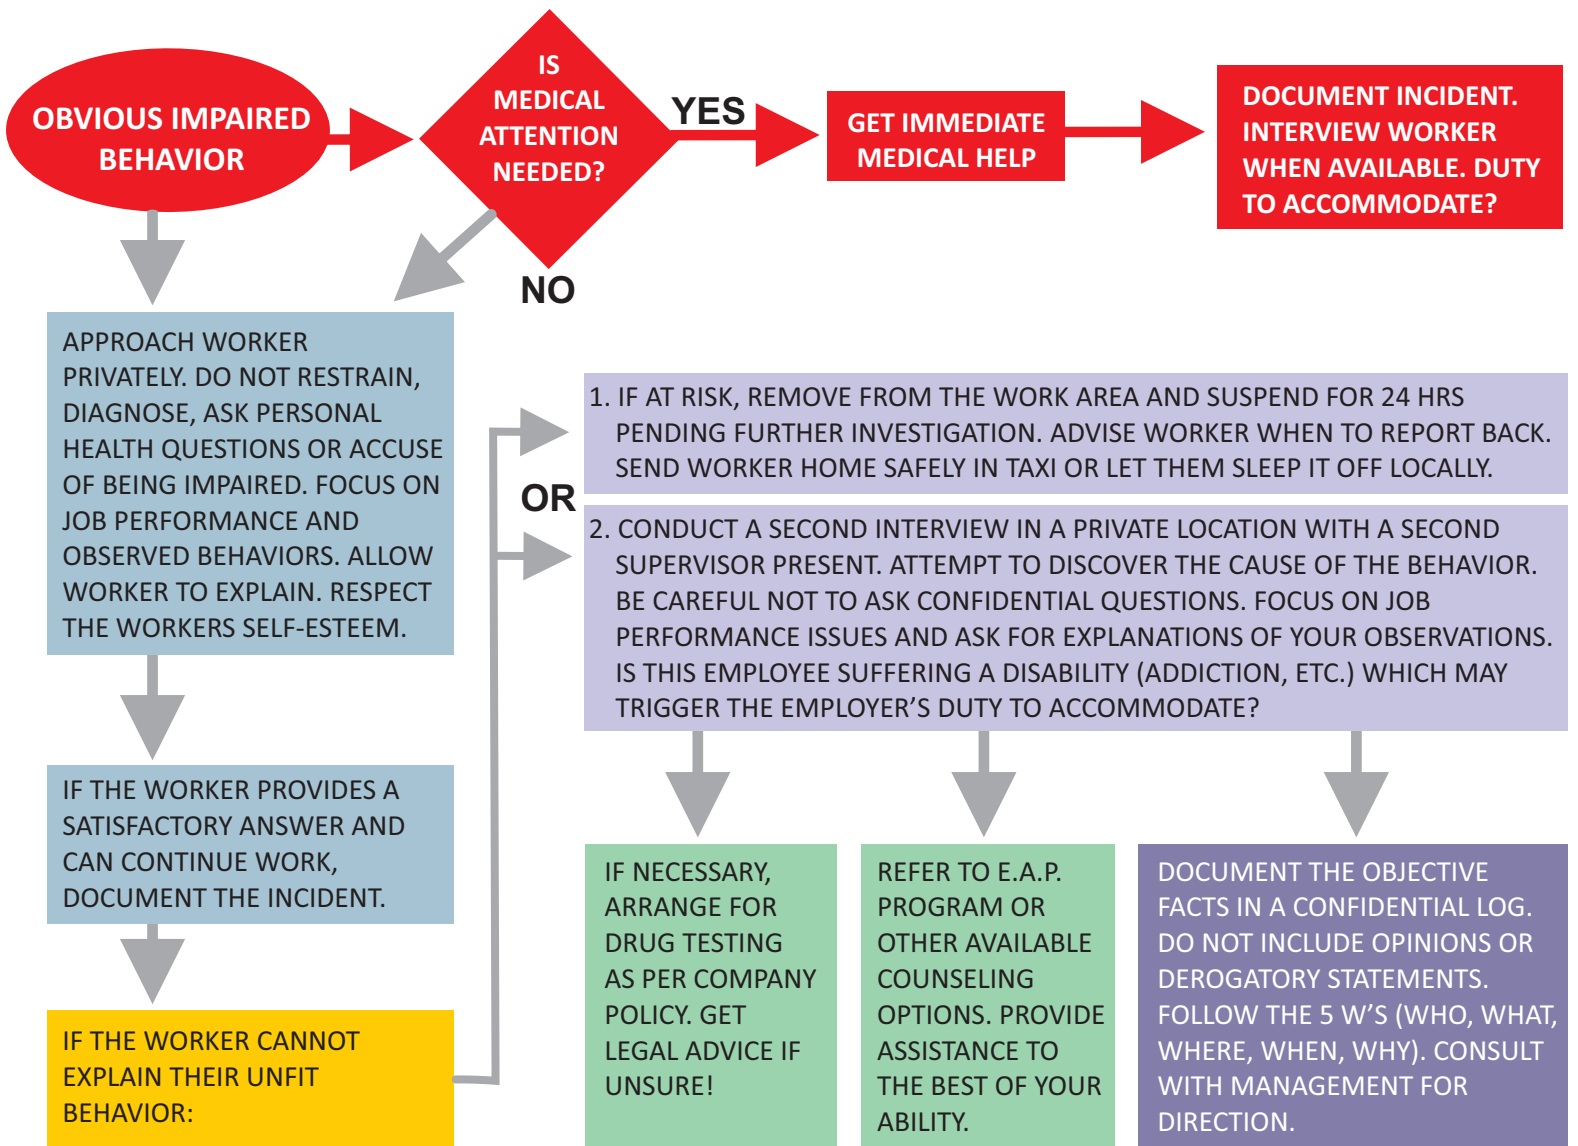 OBVIOUS IMPAIRED
BEHAVIOR
IS
MEDICAL
ATTENTION
NEEDED?
YES
GET IMMEDIATE
MEDICAL HELP
DOCUMENT INCIDENT.
INTERVIEW WORKER
WHEN AVAILABLE. DUTY
TO ACCOMMODATE?
NO
APPROACH WORKER
PRIVATELY. DO NOT RESTRAIN,
DIAGNOSE, ASK PERSONAL
HEALTH QUESTIONS OR ACCUSE
OF BEING IMPAIRED. FOCUS ON
JOB PERFORMANCE AND
OBSERVED BEHAVIORS. ALLOW
WORKER TO EXPLAIN. RESPECT
THE WORKERS SELF-ESTEEM.
IF THE WORKER PROVIDES A
SATISFACTORY ANSWER AND
CAN CONTINUE WORK,
DOCUMENT THE INCIDENT.
IF THE WORKER CANNOT
EXPLAIN THEIR UNFIT
BEHAVIOR:
1. IF AT RISK, REMOVE FROM THE WORK AREA AND SUSPEND FOR 24 HRS
PENDING FURTHER INVESTIGATION. ADVISE WORKER WHEN TO REPORT BACK.
SEND WORKER HOME SAFELY IN TAXI OR LET THEM SLEEP IT OFF LOCALLY.
OR
2. CONDUCT A SECOND INTERVIEW IN A PRIVATE LOCATION WITH A SECOND
SUPERVISOR PRESENT. ATTEMPT TO DISCOVER THE CAUSE OF THE BEHAVIOR.
BE CAREFUL NOT TO ASK CONFIDENTIAL QUESTIONS. FOCUS ON JOB
PERFORMANCE ISSUES AND ASK FOR EXPLANATIONS OF YOUR OBSERVATIONS.
IS THIS EMPLOYEE SUFFERING A DISABILITY (ADDICTION, ETC.) WHICH MAY
TRIGGER THE EMPLOYER’S DUTY TO ACCOMMODATE?
IF NECESSARY,
ARRANGE FOR
DRUG TESTING
AS PER COMPANY
POLICY. GET
LEGAL ADVICE IF
UNSURE!
REFER TO E.A.P.
PROGRAM OR
OTHER AVAILABLE
COUNSELING
OPTIONS. PROVIDE
ASSISTANCE TO
THE BEST OF YOUR
ABILITY.
DOCUMENT THE OBJECTIVE
FACTS IN A CONFIDENTIAL LOG.
DO NOT INCLUDE OPINIONS OR
DEROGATORY STATEMENTS.
FOLLOW THE 5 W’S (WHO, WHAT,
WHERE, WHEN, WHY). CONSULT
WITH MANAGEMENT FOR
DIRECTION.